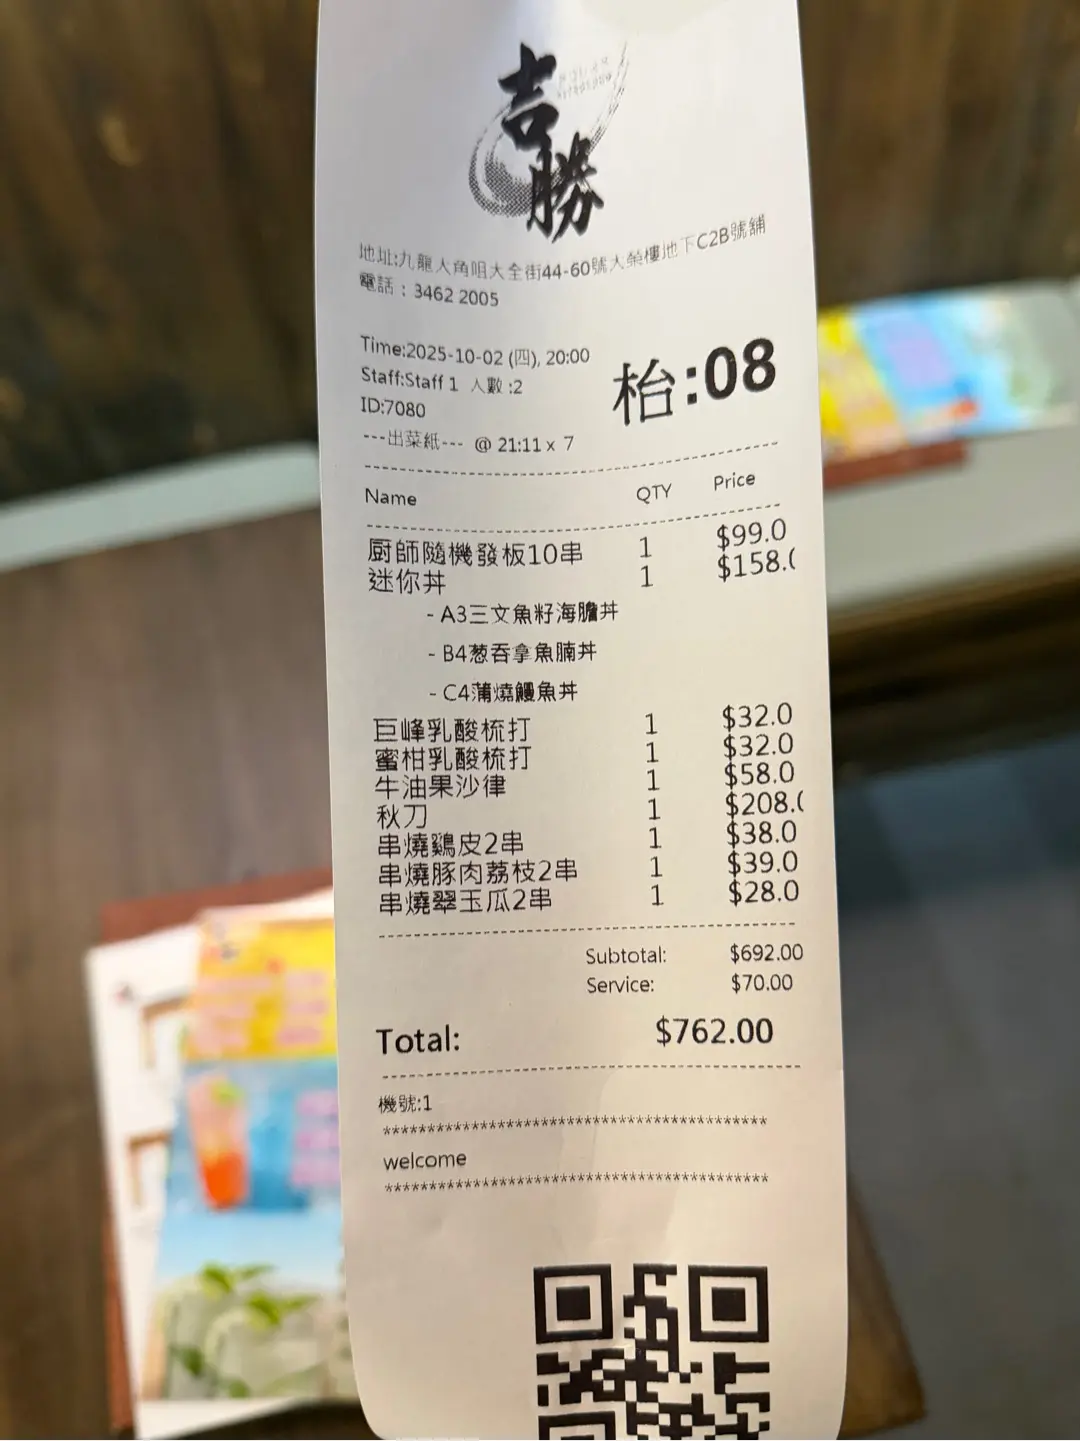 吉勝
地址:九龍大角咀大全街44-60號大榮樓地下C2B號舖
電話：3462 2005
Time:2025-10-02 (四), 20:00
Staff:Staff 1 人數 :2
枱:08
ID:7080
---出菜紙--- @ 21:11 x 7
Name QTY Price
厨師隨機發板10串 1 $99.0
迷你丼 1 $158.(
- A3三文魚籽海膽丼
- B4葱吞拿魚腩丼
- C4蒲燒鰻魚丼
巨峰乳酸梳打 1 $32.0
蜜柑乳酸梳打 1 $32.0
牛油果沙律 1 $58.0
秋刀 1 $208.(
串燒鷄皮2串 1 $38.0
串燒豚肉荔枝2串 1 $39.0
串燒翠玉瓜2串 1 $28.0
Subtotal: $692.00
Service: $70.00
Total: $762.00
機號:1
*******************************************
welcome
*******************************************